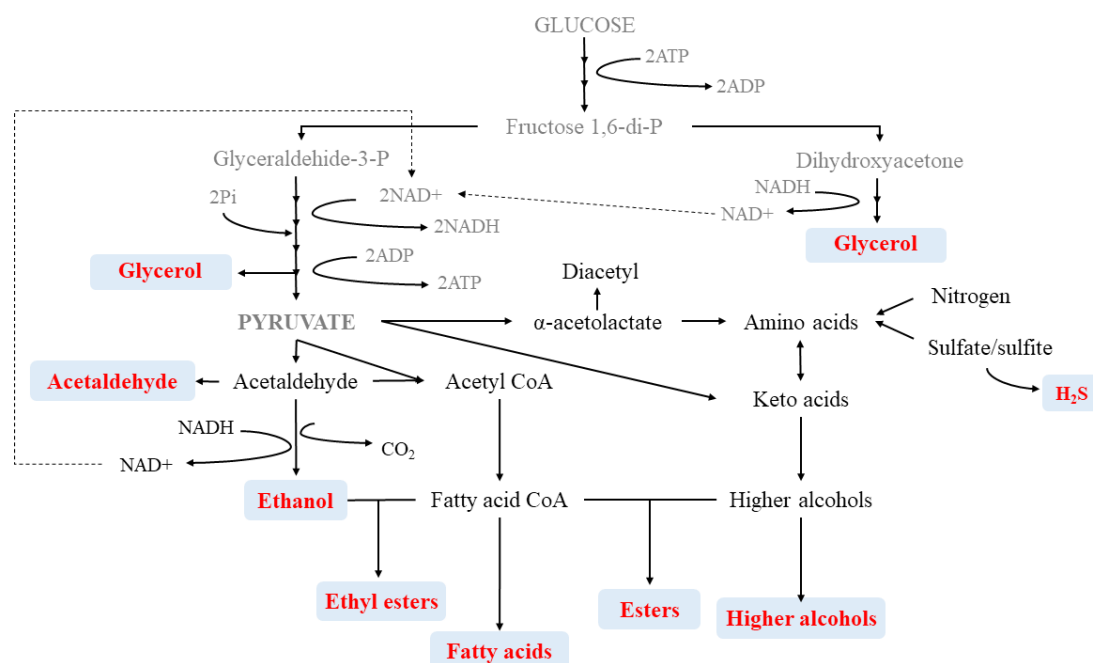 GLUCOSE
2ATP
2ADP
Fructose 1,6-di-P
Glyceraldehide-3-P
Dihydroxyacetone
2Pi
2NAD+
NADH
NAD+
2NADH
Glycerol
Glycerol
2ADP
2ATP
Diacetyl
Nitrogen
PYRUVATE
α-acetolactate
Amino acids
Sulfate/sulfite
Acetaldehyde
Acetaldehyde
Acetyl CoA
Keto acids
H₂S
NADH
CO₂
NAD+
Ethanol
Fatty acid CoA
Higher alcohols
Ethyl esters
Esters
Higher alcohols
Fatty acids